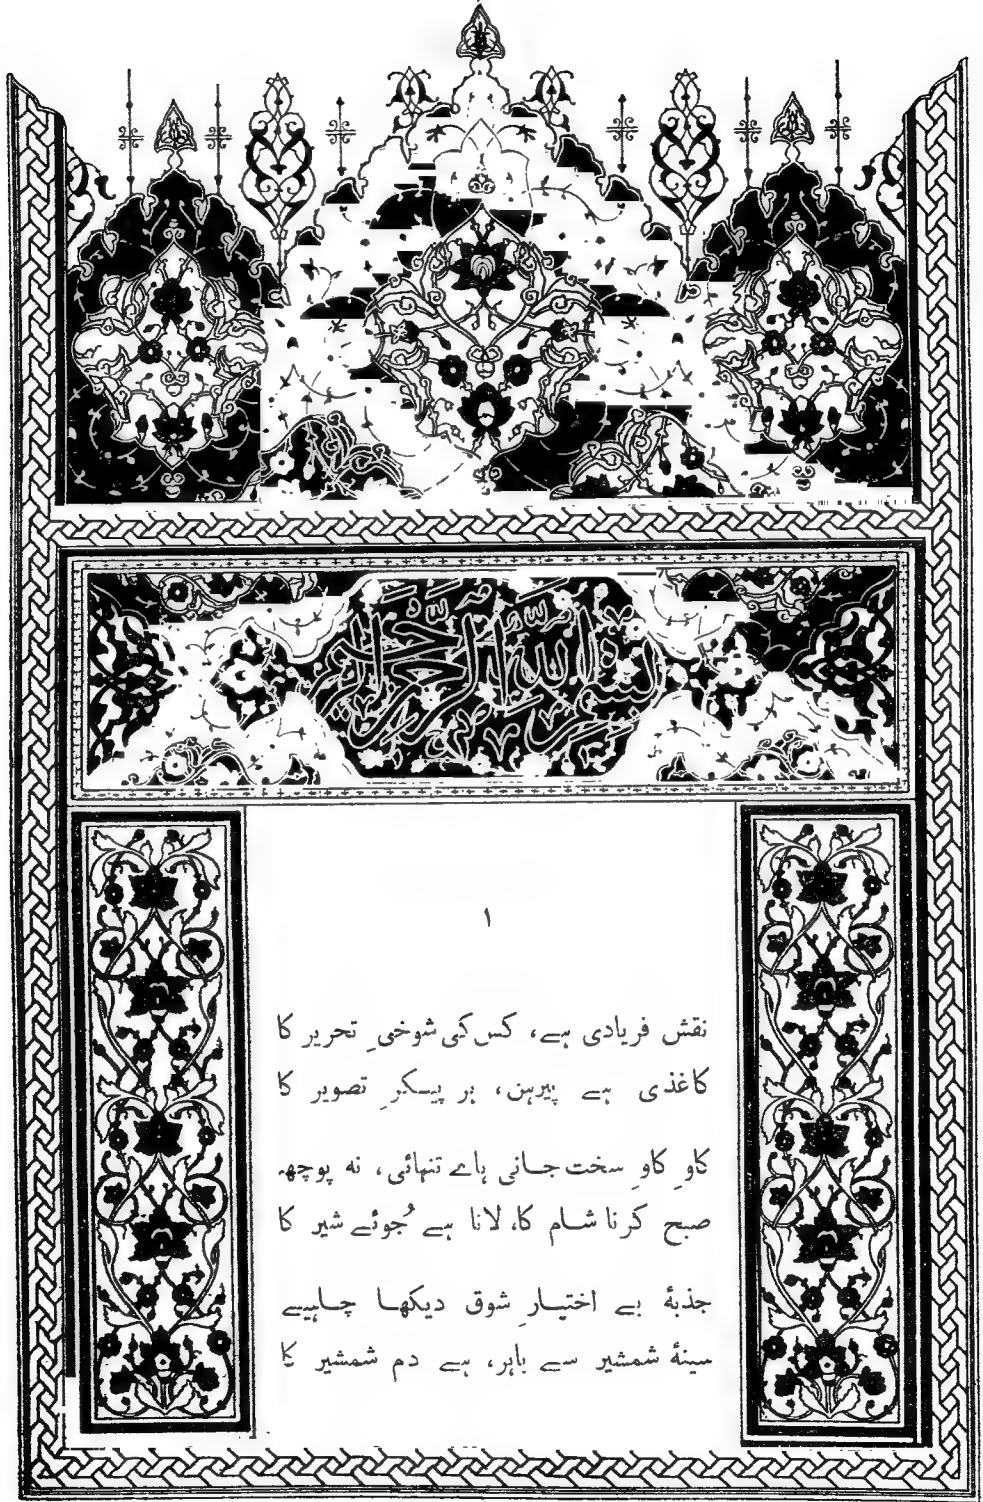 بسم اللہ الرحمن الرحیم
۱
نقش فریادی ہے، کس کی شوخیِ تحریر کا
کاغذی ہے پیرہن، ہر پیکرِ تصویر کا
کاوِ کاوِ سخت جانی ہاے تنہائی، نہ پوچھ
صبح کرنا شام کا، لانا ہے جُوئے شیر کا
جذبۂ بے اختیارِ شوق دیکھا چاہیے
سینۂ شمشیر سے باہر، ہے دم شمشیر کا